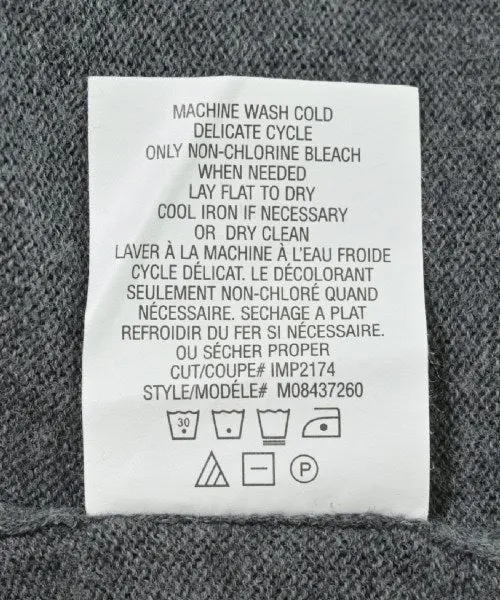 MACHINE WASH COLD
DELICATE CYCLE
ONLY NON-CHLORINE BLEACH
WHEN NEEDED
LAY FLAT TO DRY
COOL IRON IF NECESSARY
OR DRY CLEAN
LAVER À LA MACHINE À L'EAU FROIDE
CYCLE DÉLICAT. LE DÉCOLORANT
SEULEMENT NON-CHLORÉ QUAND
NÉCESSAIRE. SECHAGE A PLAT
REFROIDIR DU FER SI NÉCESSAIRE.
OU SÉCHER PROPER
CUT/COUPE# IMP2174
STYLE/MODÉLE# M08437260
30
P